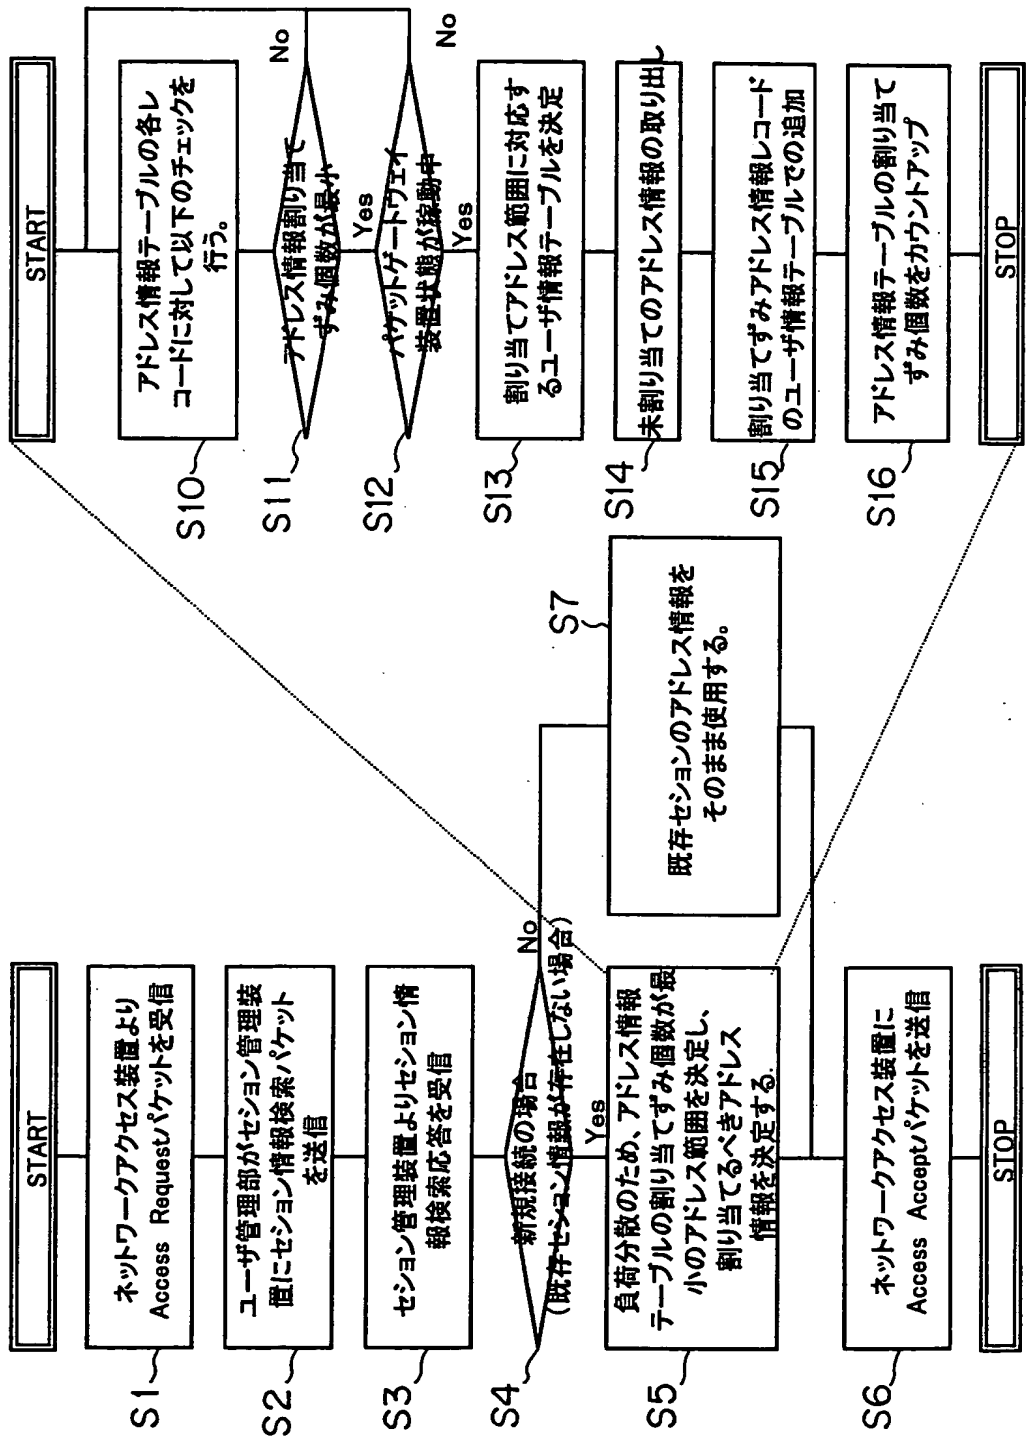 START
S1
ネットワークアクセス装置より
Access Requestパケットを受信
S2
ユーザ管理部がセション管理装
置にセション情報検索パケット
を送信
S3
セション管理装置よりセション情
報検索応答を受信
S4
新規接続の場合
(既存セション情報が存在しない場合)
No
Yes
S5
負荷分散のため、アドレス情報
テーブルの割り当てずみ個数が最
小のアドレス範囲を決定し、
割り当てるべきアドレス
情報を決定する.
S7
既存セションのアドレス情報を
そのまま使用する。
S6
ネットワークアクセス装置に
Access Acceptパケットを送信
STOP
START
S10
アドレス情報テーブルの各レ
コードに対して以下のチェックを
行う。
S11
アドレス情報割り当て
ずみ個数が最小
No
Yes
S12
パケットゲートウェイ
装置状態が稼動中
No
Yes
S13
割り当てアドレス範囲に対応す
るユーザ情報テーブルを決定
S14
未割り当てのアドレス情報の取り出し
S15
割り当てずみアドレス情報レコード
のユーザ情報テーブルでの追加
S16
アドレス情報テーブルの割り当て
ずみ個数をカウントアップ
STOP